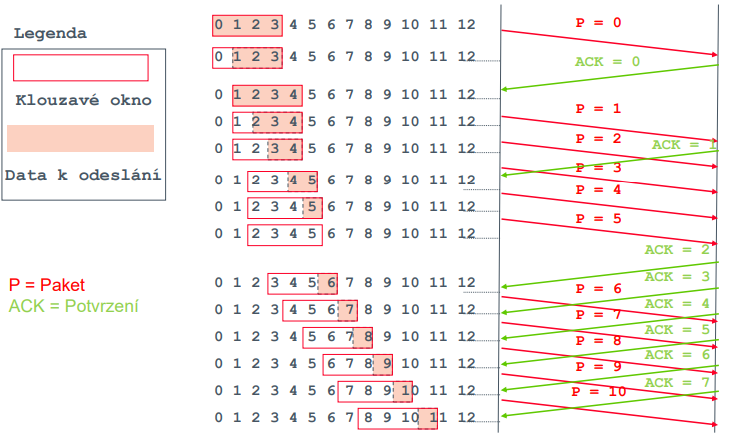 0 1 2 3 4 5 6 7 8 9 10 11 12 P = 0
Legenda
0 1 2 3 4 5 6 7 8 9 10 11 12 ACK = 0
Klouzavé okno
0 1 2 3 4 5 6 7 8 9 10 11 12
0 1 2 3 4 5 6 7 8 9 10 11 12 P = 1
0 1 2 3 4 5 6 7 8 9 10 11 12 P = 2
ACK = 1
Data k odeslání
P = 3
0 1 2 3 4 5 6 7 8 9 10 11 12 P = 4
0 1 2 3 4 5 6 7 8 9 10 11 12 P = 5
0 1 2 3 4 5 6 7 8 9 10 11 12
ACK = 2
P = Paket
0 1 2 3 4 5 6 7 8 9 10 11 12 ACK = 3
ACK = Potvrzení
P = 6
0 1 2 3 4 5 6 7 8 9 10 11 12 ACK = 4
P = 7
0 1 2 3 4 5 6 7 8 9 10 11 12 ACK = 5
P = 8
0 1 2 3 4 5 6 7 8 9 10 11 12 ACK = 6
P = 9
0 1 2 3 4 5 6 7 8 9 10 11 12 ACK = 7
P = 10
0 1 2 3 4 5 6 7 8 9 10 11 12